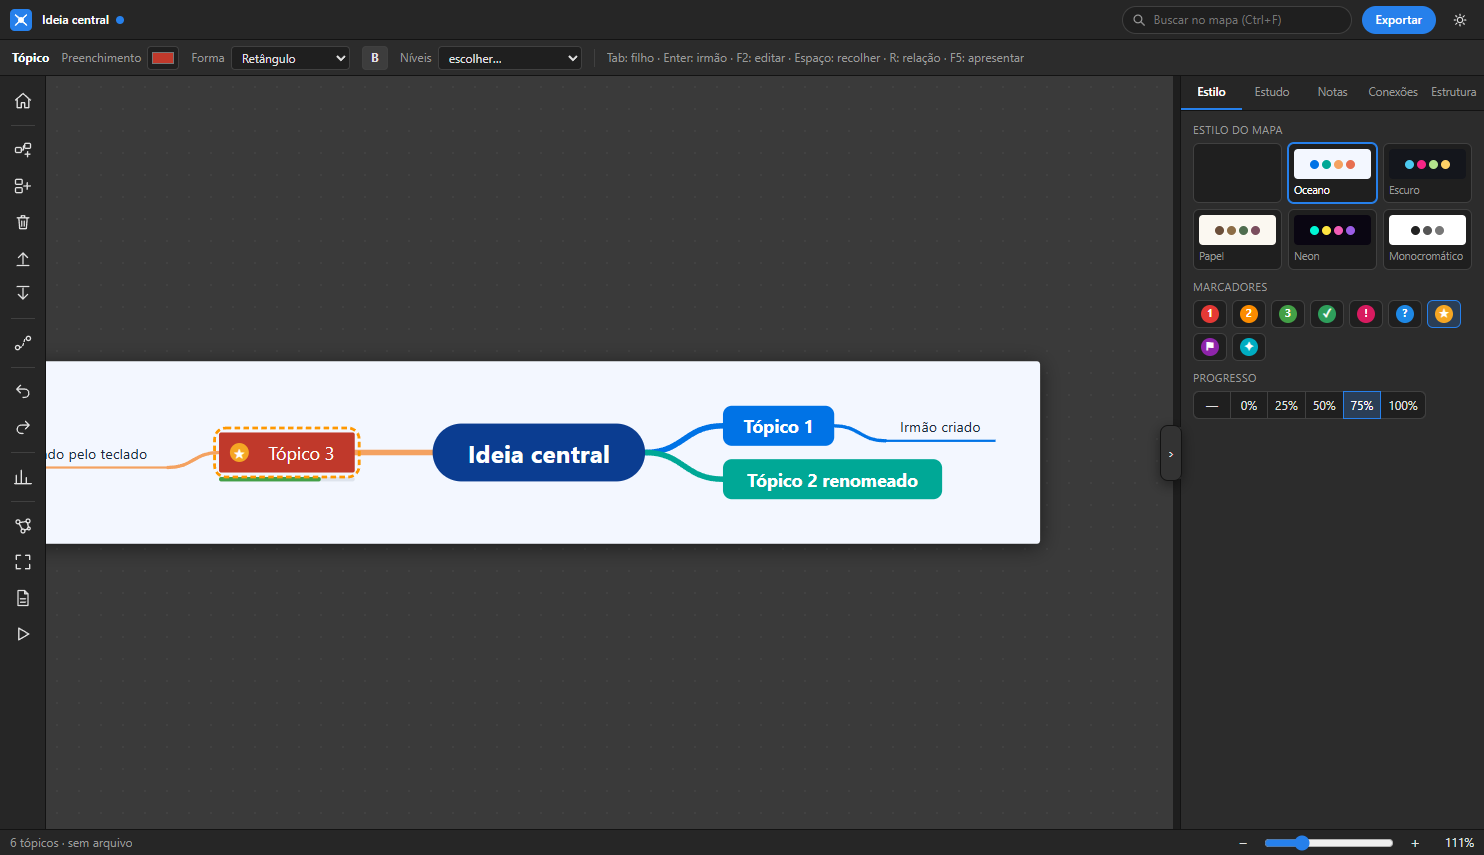 Ideia central
Buscar no mapa (Ctrl+F)
Exportar
Tópico
Preenchimento
Forma
Retângulo
B
Níveis
escolher...
Tab: filho · Enter: irmão · F2: editar · Espaço: recolher · R: relação · F5: apresentar
Estilo
Estudo
Notas
Conexões
Estrutura
ESTILO DO MAPA
Oceano
Escuro
Papel
Neon
Monocromático
MARCADORES
1
2
3
!
?
PROGRESSO
—
0%
25%
50%
75%
100%
pelo teclado
Tópico 3
Ideia central
Tópico 1
Irmão criado
Tópico 2 renomeado
6 tópicos · sem arquivo
−
+
111%